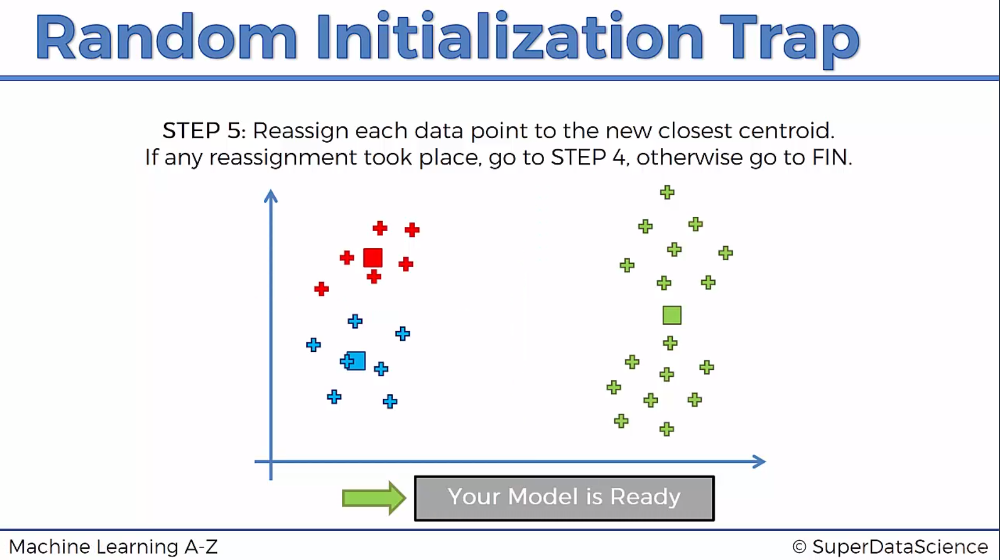 Random Initialization Trap
STEP 5: Reassign each data point to the new closest centroid.
If any reassignment took place, go to STEP 4, otherwise go to FIN.
Your Model is Ready
Machine Learning A-Z
© SuperDataScience